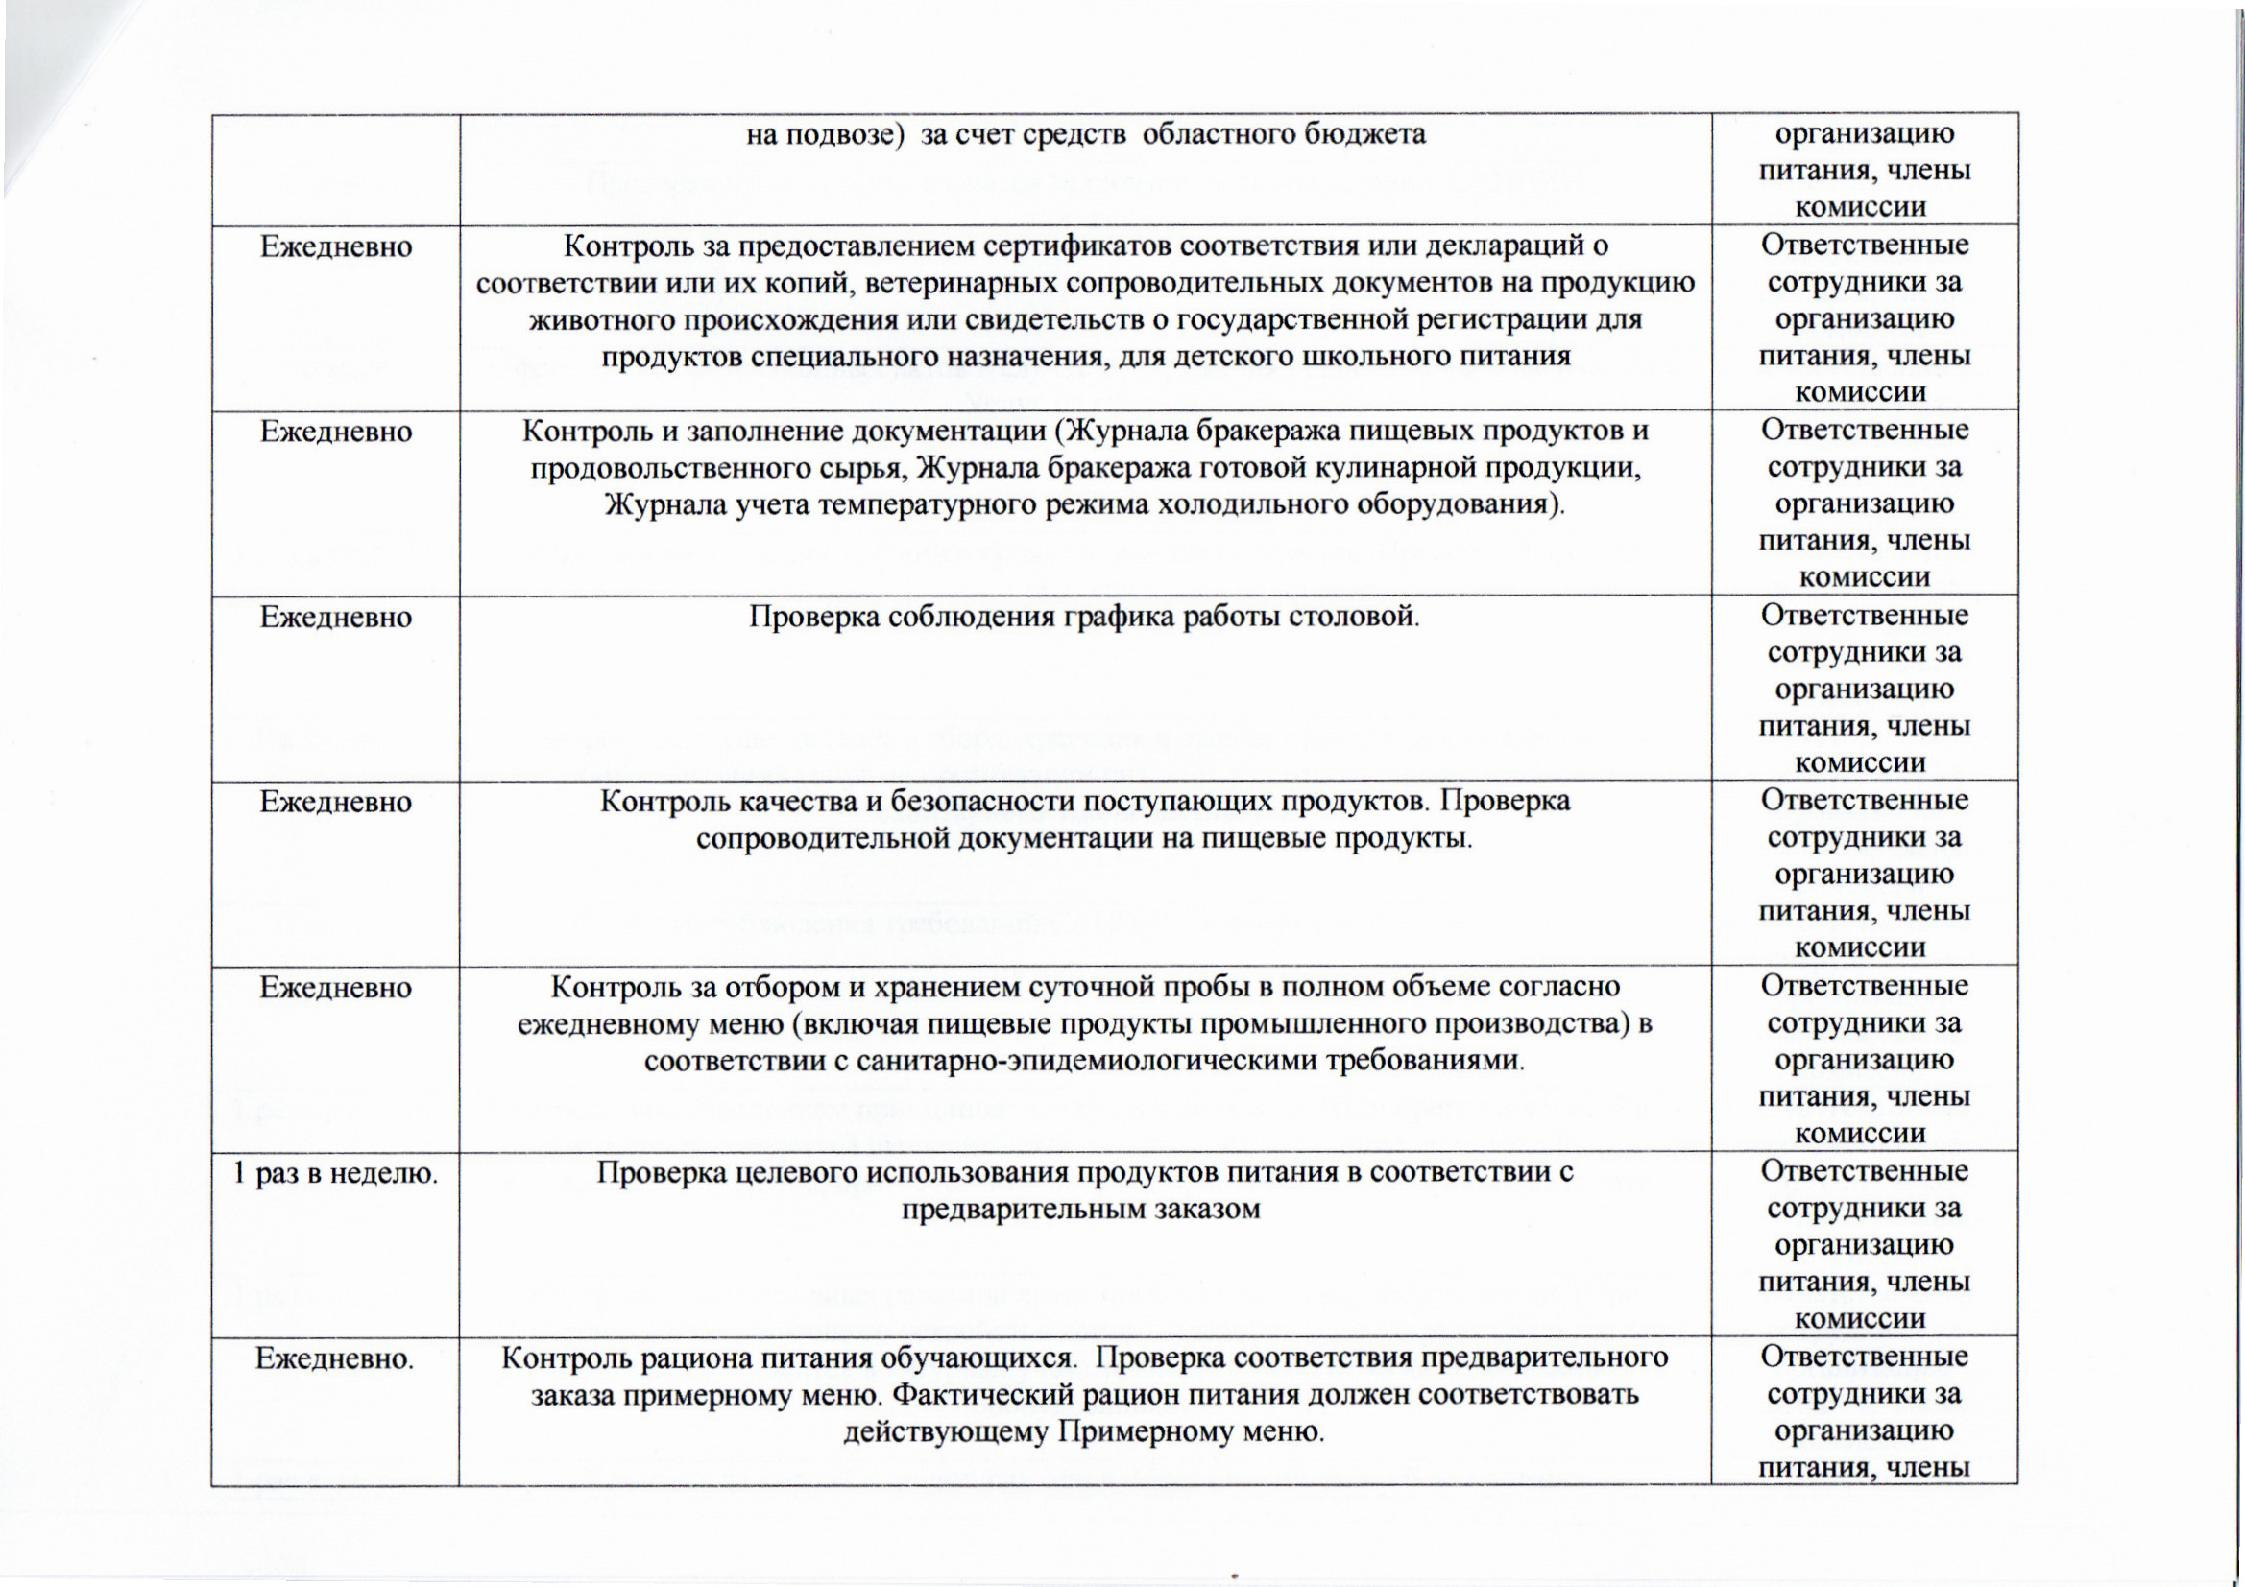 на подвозе)  за счет средств  областного бюджета
организацию
питания, члены
комиссии
Ежедневно
Контроль за предоставлением сертификатов соответствия или деклараций о
соответствии или их копий, ветеринарных сопроводительных документов на продукцию
животного происхождения или свидетельств о государственной регистрации для
продуктов специального назначения, для детского школьного питания
Ответственные
сотрудники за
организацию
питания, члены
комиссии
Ежедневно
Контроль и заполнение документации (Журнала бракеража пищевых продуктов и
продовольственного сырья, Журнала бракеража готовой кулинарной продукции,
Журнала учета температурного режима холодильного оборудования).
Ответственные
сотрудники за
организацию
питания, члены
комиссии
Ежедневно
Проверка соблюдения графика работы столовой.
Ответственные
сотрудники за
организацию
питания, члены
комиссии
Ежедневно
Контроль качества и безопасности поступающих продуктов. Проверка
сопроводительной документации на пищевые продукты.
Ответственные
сотрудники за
организацию
питания, члены
комиссии
Ежедневно
Контроль за отбором и хранением суточной пробы в полном объеме согласно
ежедневному меню (включая пищевые продукты промышленного производства) в
соответствии с санитарно-эпидемиологическими требованиями.
Ответственные
сотрудники за
организацию
питания, члены
комиссии
1 раз в неделю.
Проверка целевого использования продуктов питания в соответствии с
предварительным заказом
Ответственные
сотрудники за
организацию
питания, члены
комиссии
Ежедневно.
Контроль рациона питания обучающихся.  Проверка соответствия предварительного
заказа примерному меню. Фактический рацион питания должен соответствовать
действующему Примерному меню.
Ответственные
сотрудники за
организацию
питания, члены